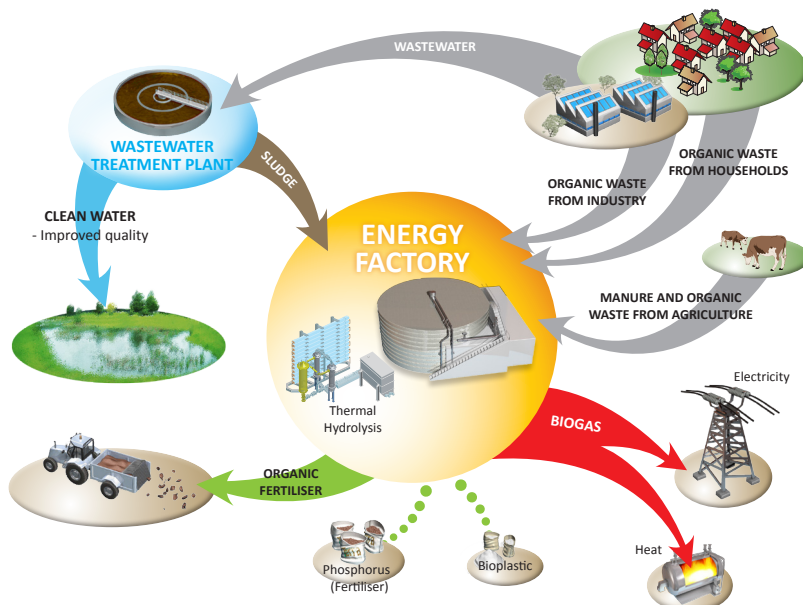 WASTEWATER
WASTEWATER
TREATMENT PLANT
SLUDGE
ORGANIC WASTE
FROM HOUSEHOLDS
ORGANIC WASTE
FROM INDUSTRY
CLEAN WATER
- Improved quality
ENERGY
FACTORY
MANURE AND ORGANIC
WASTE FROM AGRICULTURE
Thermal
Hydrolysis
Electricity
BIOGAS
ORGANIC
FERTILISER
Heat
Phosphorus
(Fertiliser)
Bioplastic